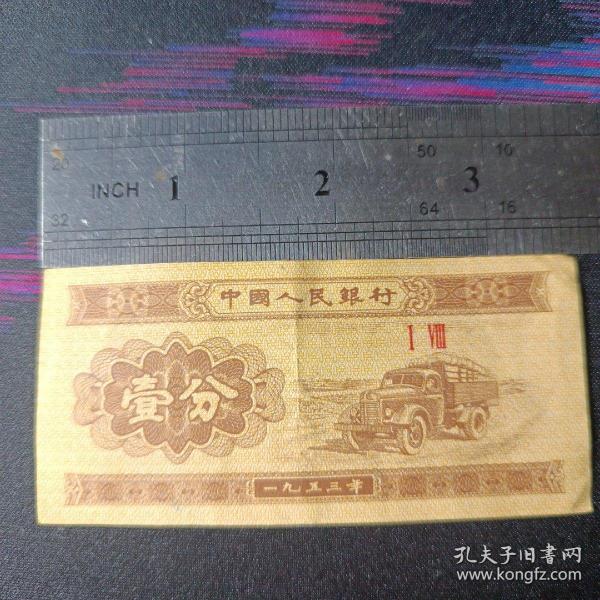 20 50 10
INCH 1 2 3
32 64 16
中國人民銀行
I VIII
壹分
一九五三年
孔夫子旧書网
www.kongfz.com